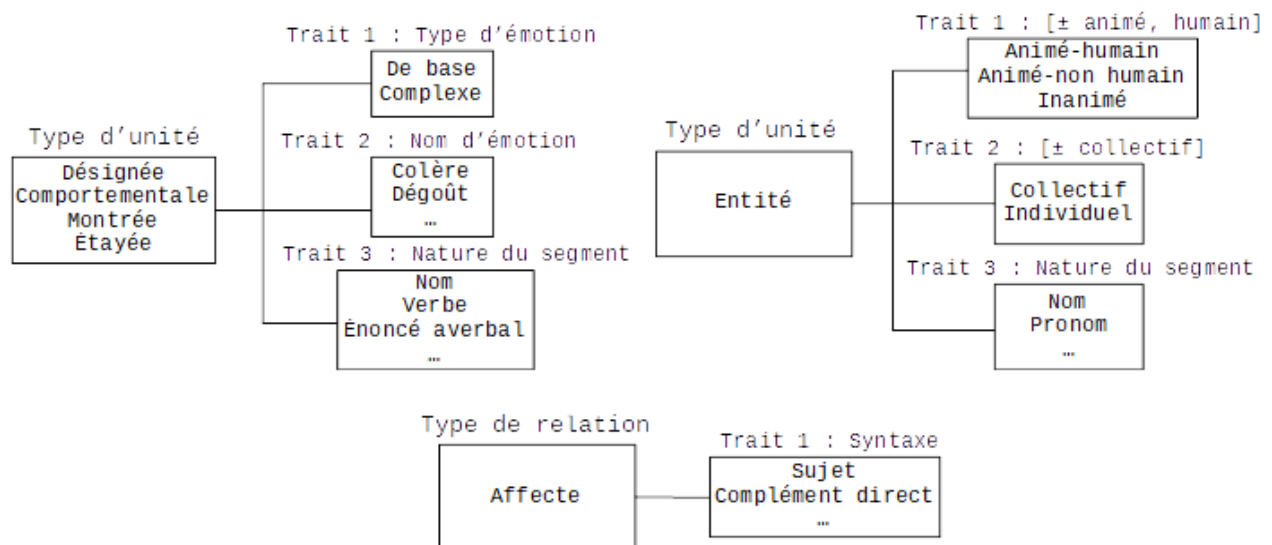 Trait 1 : Type d’émotion
De base
Complexe
Type d’unité
Désignée
Comportementale
Montrée
Étayée
Trait 2 : Nom d’émotion
Colère
Dégoût
…
Trait 3 : Nature du segment
Nom
Verbe
Énoncé averbal
…
Trait 1 : [± animé, humain]
Animé-humain
Animé-non humain
Inanimé
Type d’unité
Entité
Trait 2 : [± collectif]
Collectif
Individuel
Trait 3 : Nature du segment
Nom
Pronom
…
Type de relation
Affecte
Trait 1 : Syntaxe
Sujet
Complément direct
…